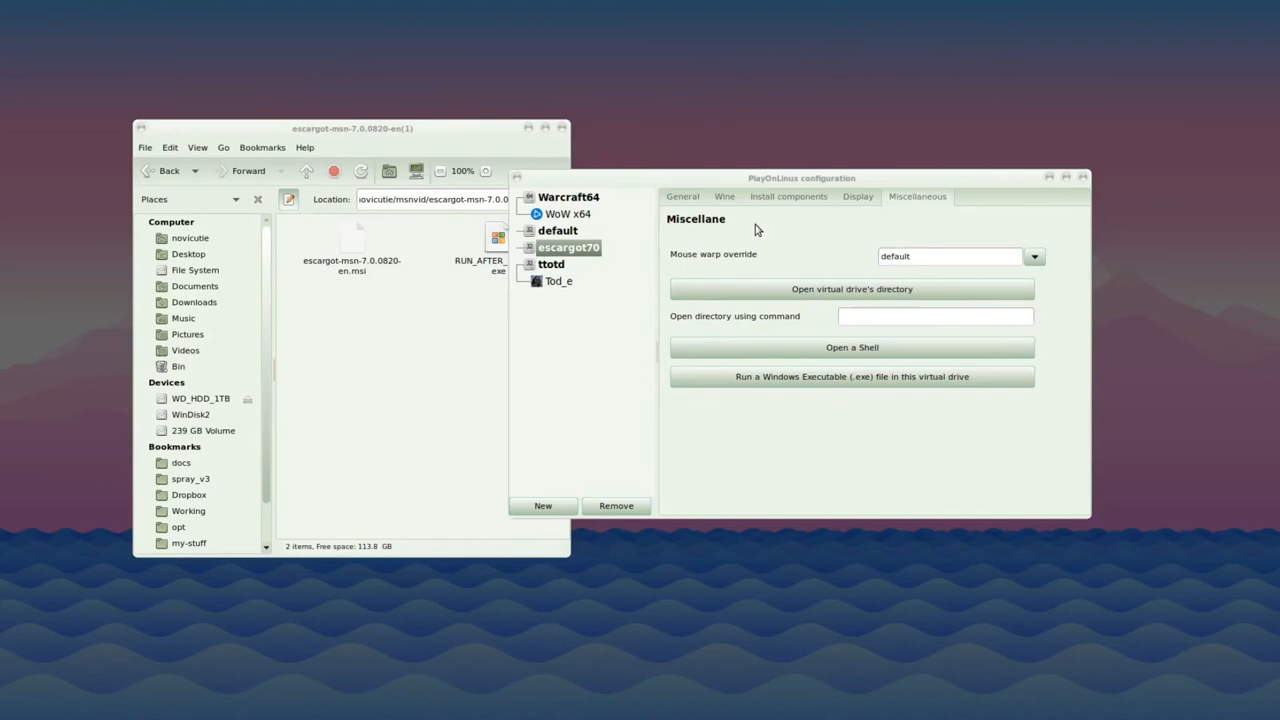 escargot-msn-7.0.0820-en(1)
File Edit View Go Bookmarks Help
Back Forward 100%
Places
Location: ovicutie/msnvid/escargot-msn-7.0.0
Computer
novicutie
Desktop
File System
Documents
Downloads
Music
Pictures
Videos
Bin
Devices
WD_HDD_1TB
WinDisk2
239 GB Volume
Bookmarks
docs
spray_v3
Dropbox
Working
opt
my-stuff
escargot-msn-7.0.0820-
en.msi
RUN_AFTER_
exe
2 items, Free space: 113.8 GB
PlayOnLinux configuration
64 Warcraft64
WoW x64
32 default
32 escargot70
32 ttotd
Tod_e
New Remove
General Wine Install components Display Miscellaneous
Miscellane
Mouse warp override default
Open virtual drive's directory
Open directory using command
Open a Shell
Run a Windows Executable (.exe) file in this virtual drive